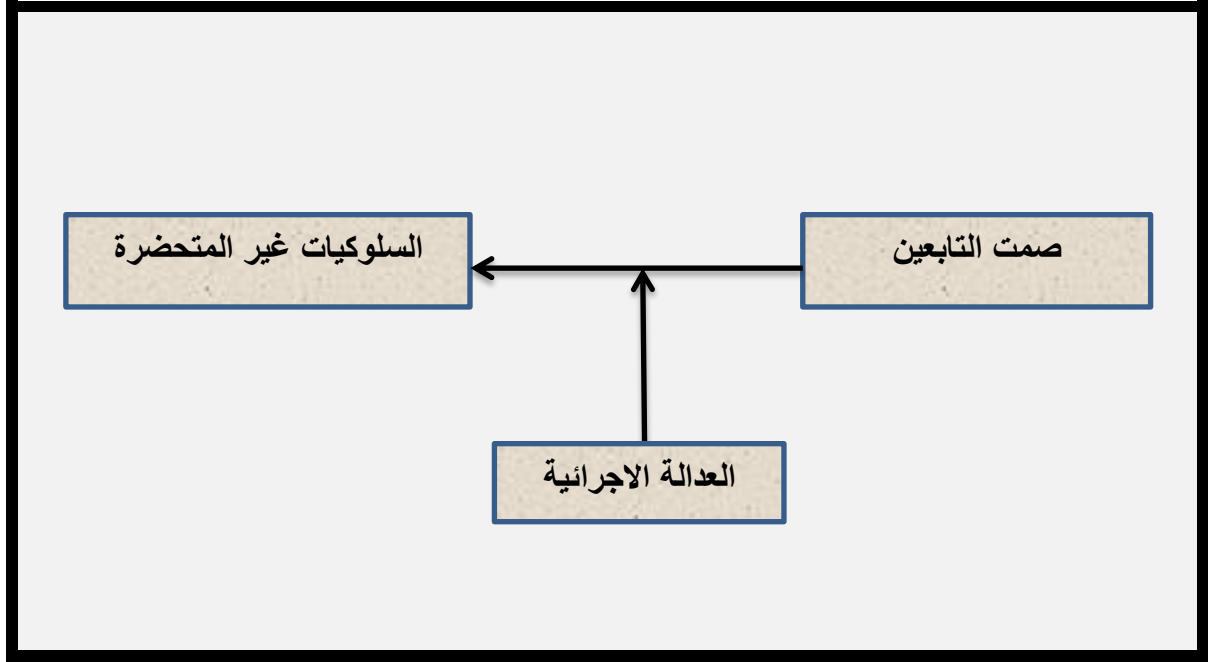 صمت التابعين
السلوكيات غير المتحضرة
العدالة الاجرائية